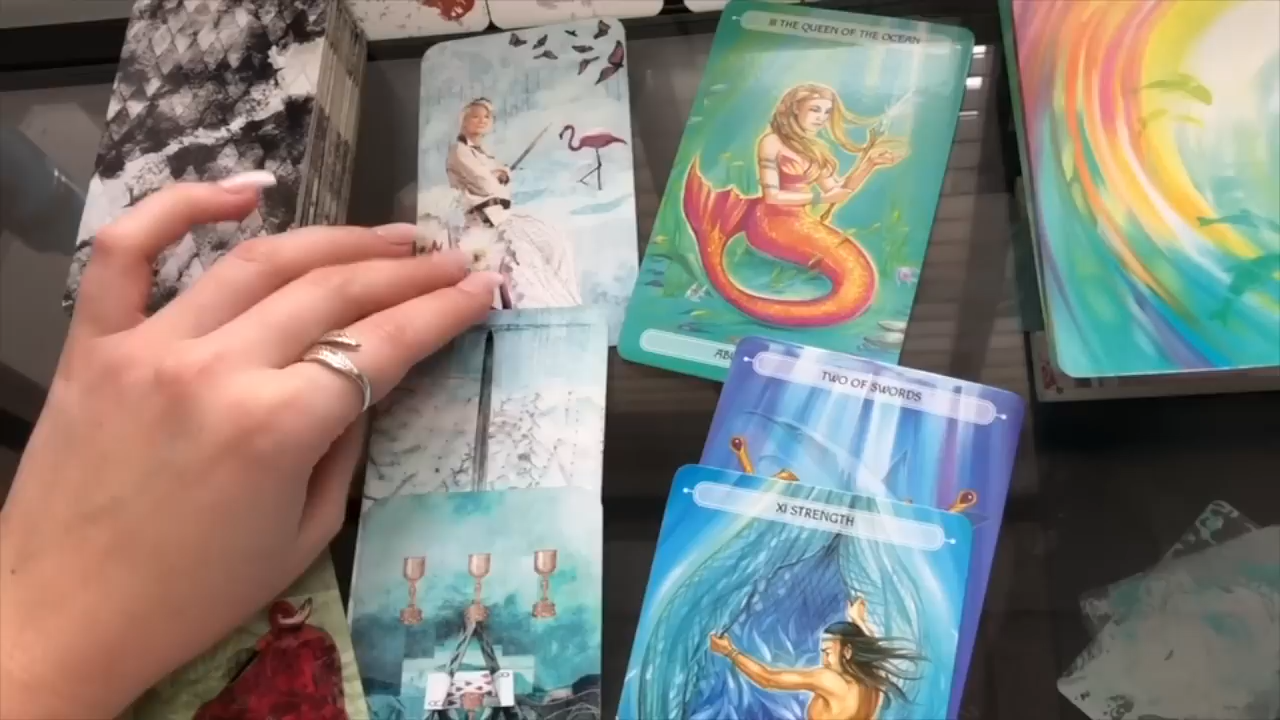 III THE QUEEN OF THE OCEAN
TWO OF SWORDS
XI STRENGTH